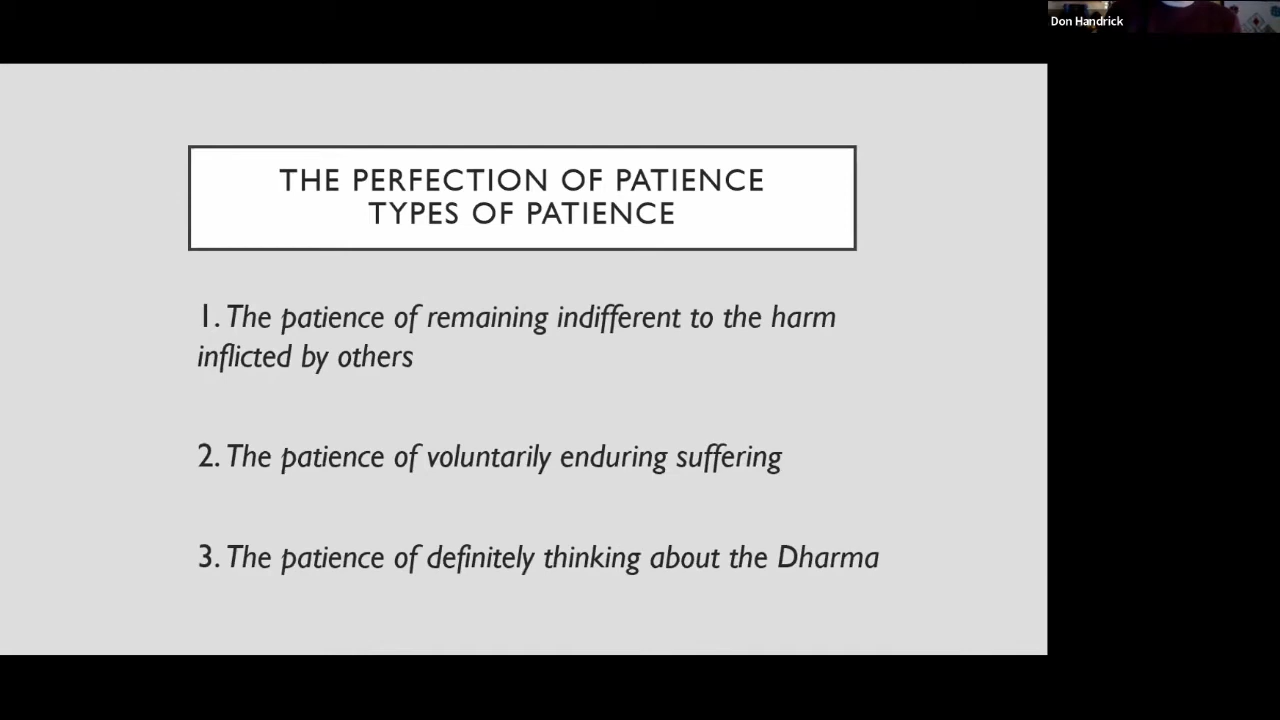 Don Handrick
THE PERFECTION OF PATIENCE
TYPES OF PATIENCE
1. The patience of remaining indifferent to the harm
inflicted by others
2. The patience of voluntarily enduring suffering
3. The patience of definitely thinking about the Dharma